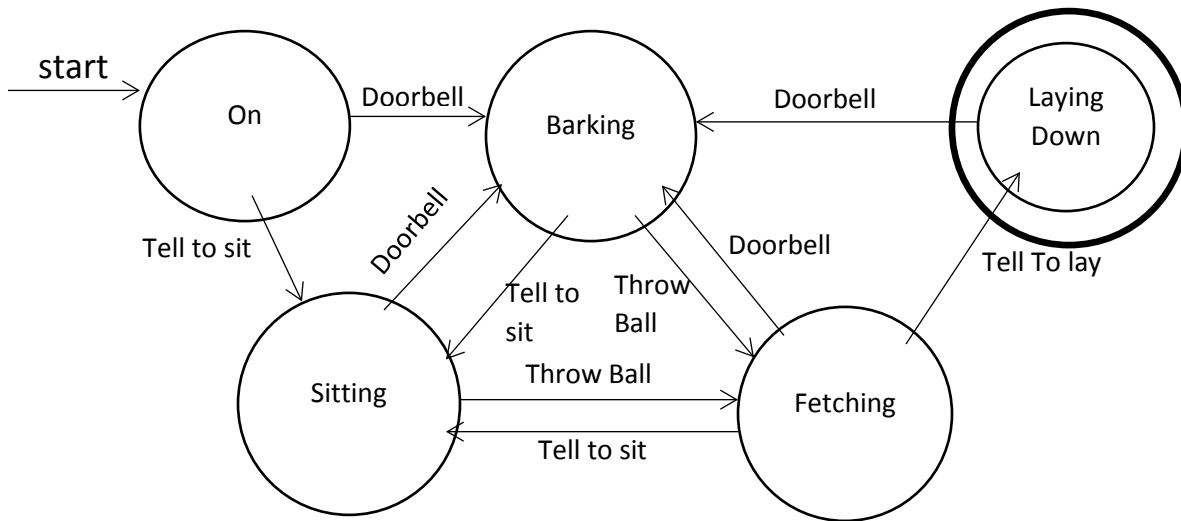 start
On
Doorbell
Barking
Doorbell
Laying
Down
Tell to sit
Doorbell
Tell to
sit
Throw
Ball
Doorbell
Tell To lay
Sitting
Throw Ball
Fetching
Tell to sit